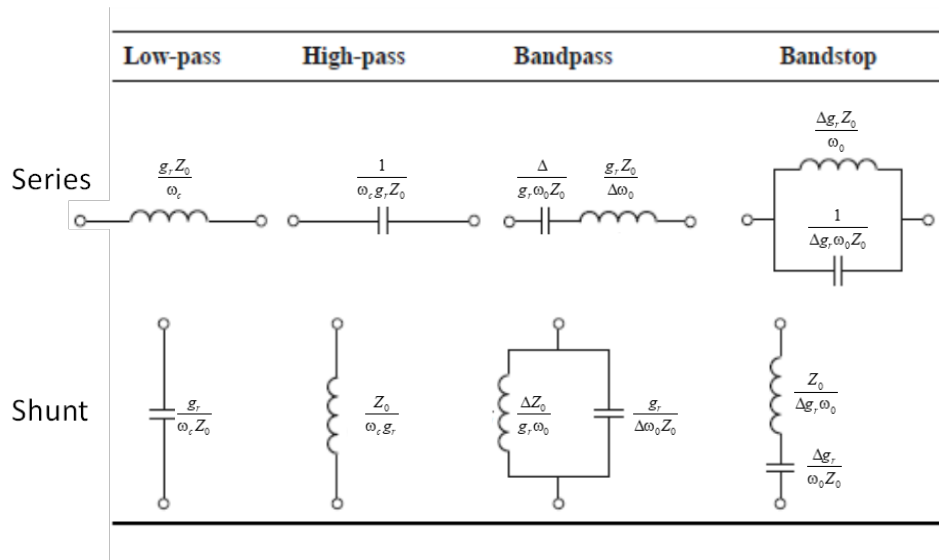 Low-pass High-pass Bandpass Bandstop
Series
g_r Z_0 / ω_c
1 / ω_c g_r Z_0
Δ / g_r ω_0 Z_0
g_r Z_0 / Δω_0
Δg_r Z_0 / ω_0
1 / Δg_r ω_0 Z_0
Shunt
g_r / ω_c Z_0
Z_0 / ω_c g_r
ΔZ_0 / g_r ω_0
g_r / Δω_0 Z_0
Z_0 / Δg_r ω_0
Δg_r / ω_0 Z_0